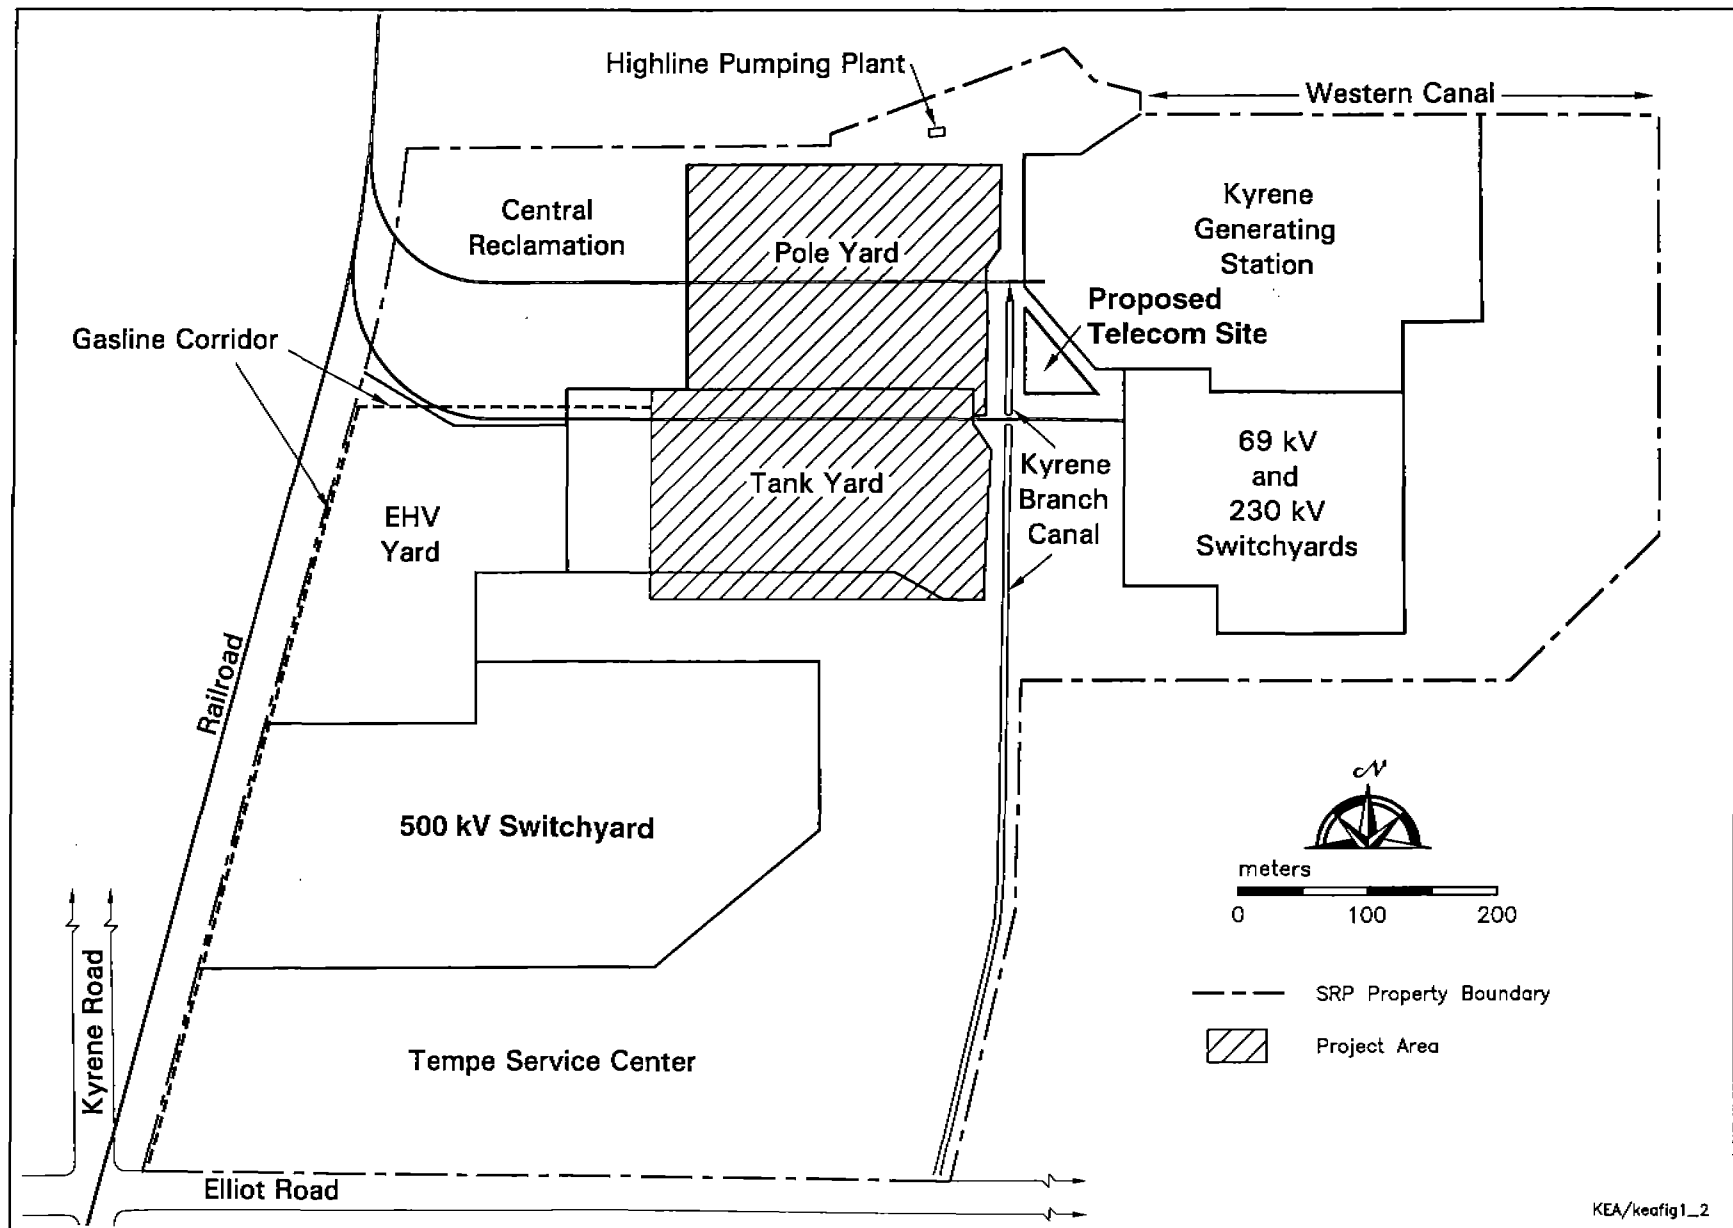 Highline Pumping Plant
Western Canal
Central
Reclamation
Pole Yard
Kyrene
Generating
Station
Proposed
Telecom Site
Gasline Corridor
69 kV
and
230 kV
Switchyards
Kyrene
Branch
Canal
Tank Yard
EHV
Yard
Railroad
500 kV Switchyard
N
meters
0 100 200
SRP Property Boundary
Project Area
Kyrene Road
Tempe Service Center
Elliot Road
KEA/keafig1_2